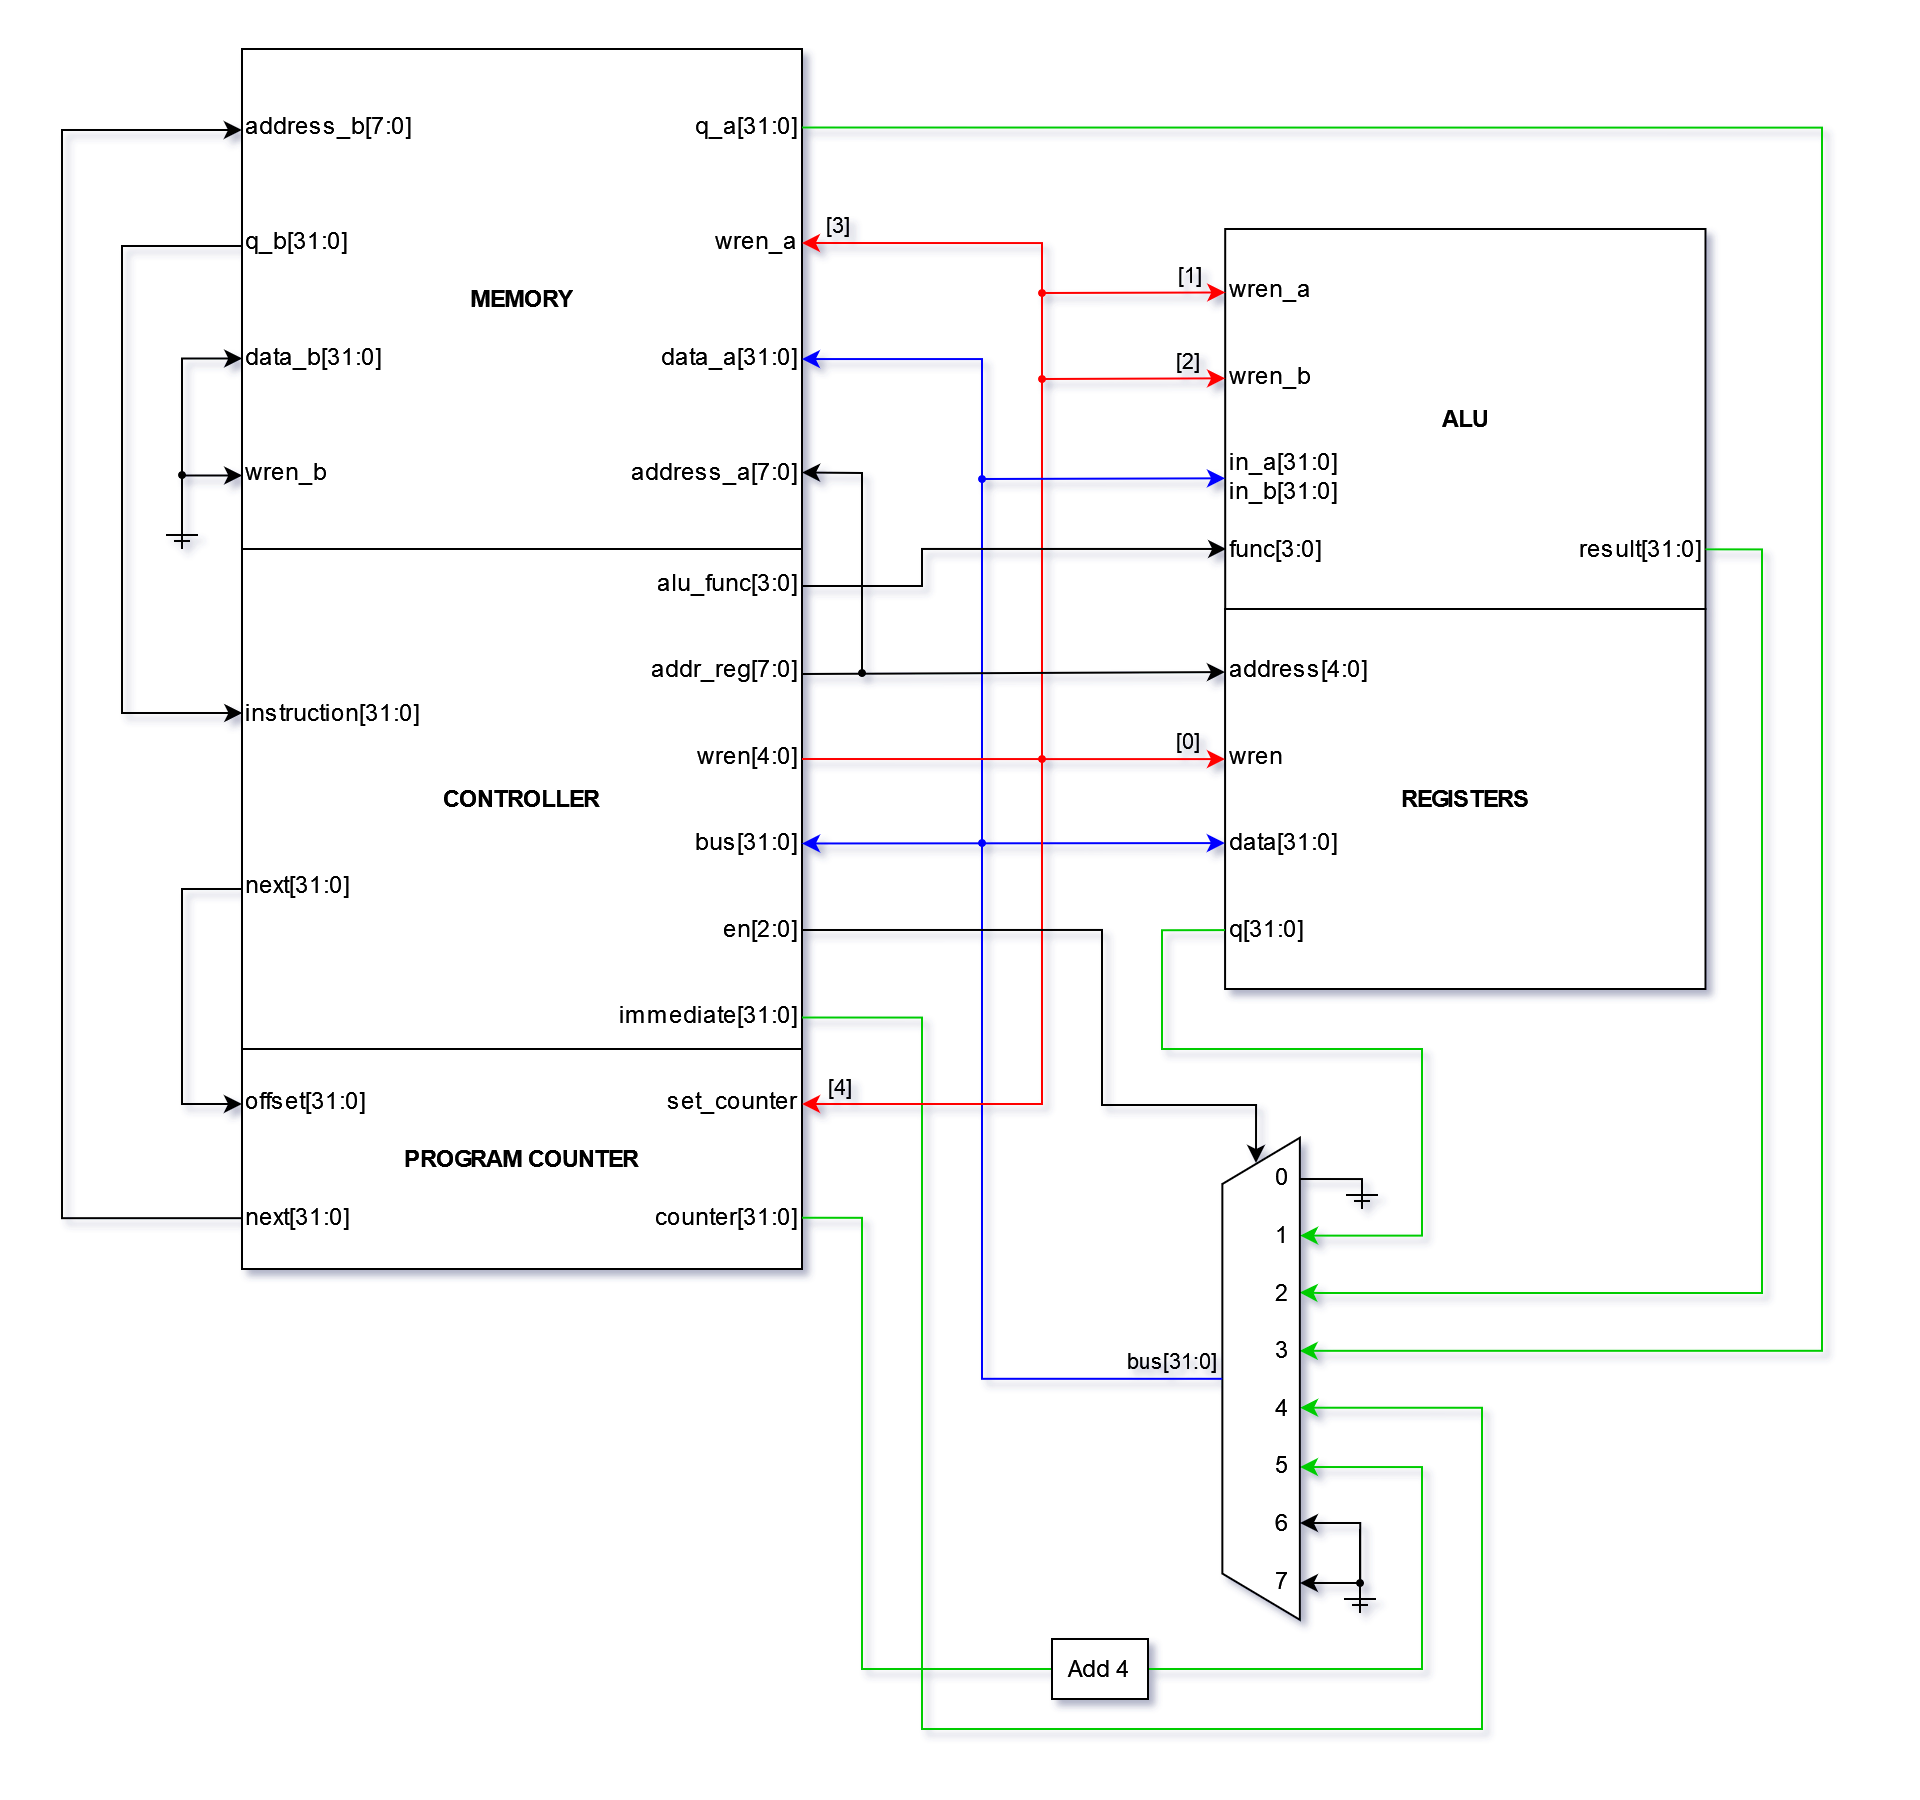 address_b[7:0]
q_a[31:0]
q_b[31:0]
[3]
wren_a
MEMORY
data_b[31:0]
data_a[31:0]
wren_b
address_a[7:0]
[1]
wren_a
[2]
wren_b
ALU
in_a[31:0]
in_b[31:0]
func[3:0]
result[31:0]
alu_func[3:0]
addr_reg[7:0]
instruction[31:0]
wren[4:0]
CONTROLLER
bus[31:0]
next[31:0]
en[2:0]
immediate[31:0]
address[4:0]
[0]
wren
REGISTERS
data[31:0]
q[31:0]
offset[31:0]
[4]
set_counter
PROGRAM COUNTER
next[31:0]
counter[31:0]
0
1
2
3
bus[31:0]
4
5
6
7
Add 4